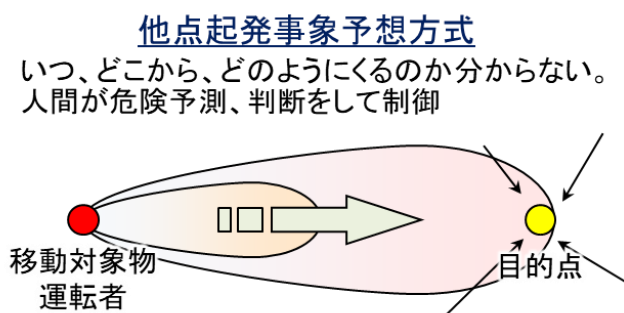 他点起発事象予想方式
いつ、どこから、どのようにくるのか分からない。
人間が危険予測、判断をして制御
移動対象物
運転者
目的点